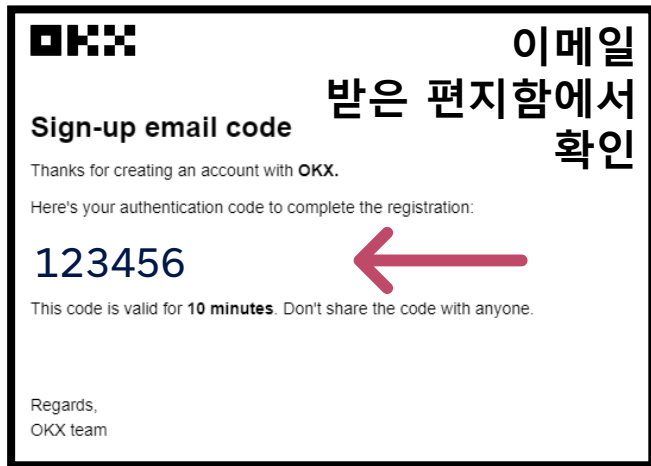 OKX
이메일
받은 편지함에서
확인
Sign-up email code
Thanks for creating an account with OKX.
Here's your authentication code to complete the registration:
123456
This code is valid for 10 minutes. Don't share the code with anyone.
Regards,
OKX team